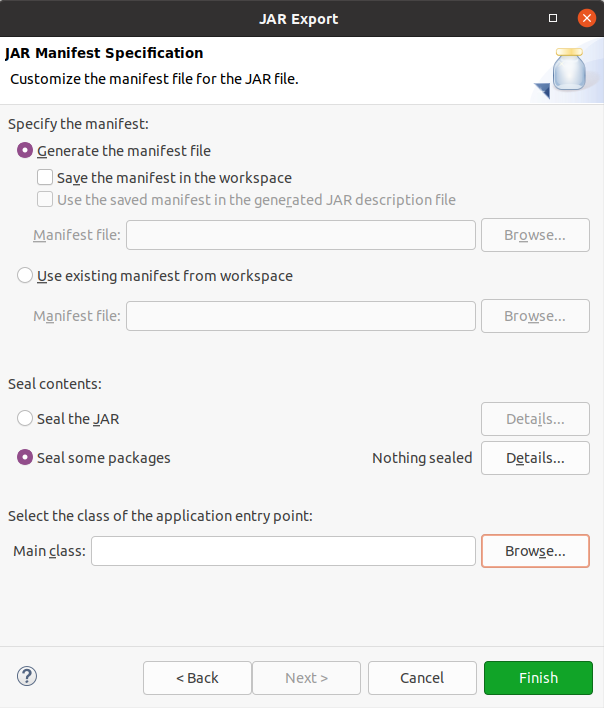 JAR Export
JAR Manifest Specification
Customize the manifest file for the JAR file.
Specify the manifest:
Generate the manifest file
Save the manifest in the workspace
Use the saved manifest in the generated JAR description file
Manifest file: Browse...
Use existing manifest from workspace
Manifest file: Browse...
Seal contents:
Seal the JAR Details...
Seal some packages Nothing sealed Details...
Select the class of the application entry point:
Main class: Browse...
? < Back Next > Cancel Finish